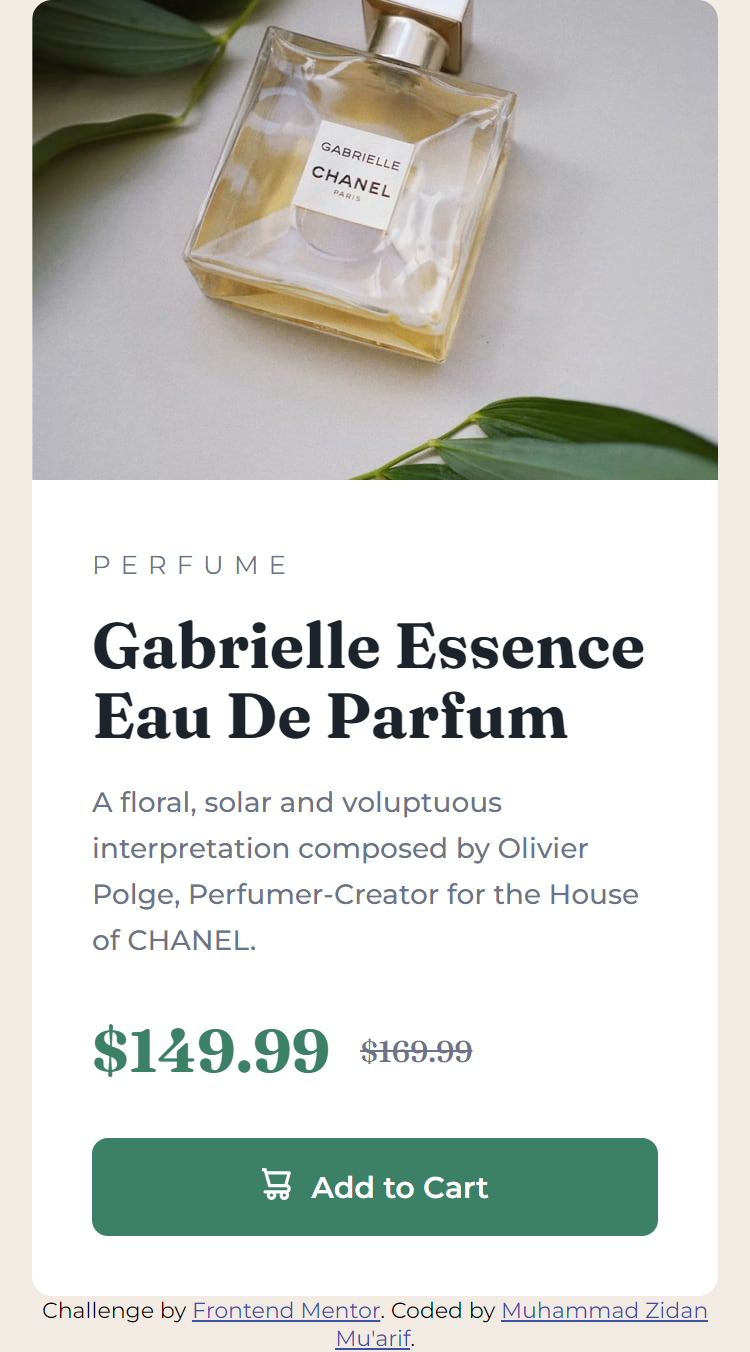 GABRIELLE
CHANEL
PARIS
PERFUME
Gabrielle Essence
Eau De Parfum
A floral, solar and voluptuous
interpretation composed by Olivier
Polge, Perfumer-Creator for the House
of CHANEL.
$149.99 $169.99
Add to Cart
Challenge by Frontend Mentor. Coded by Muhammad Zidan
Mu'arif.